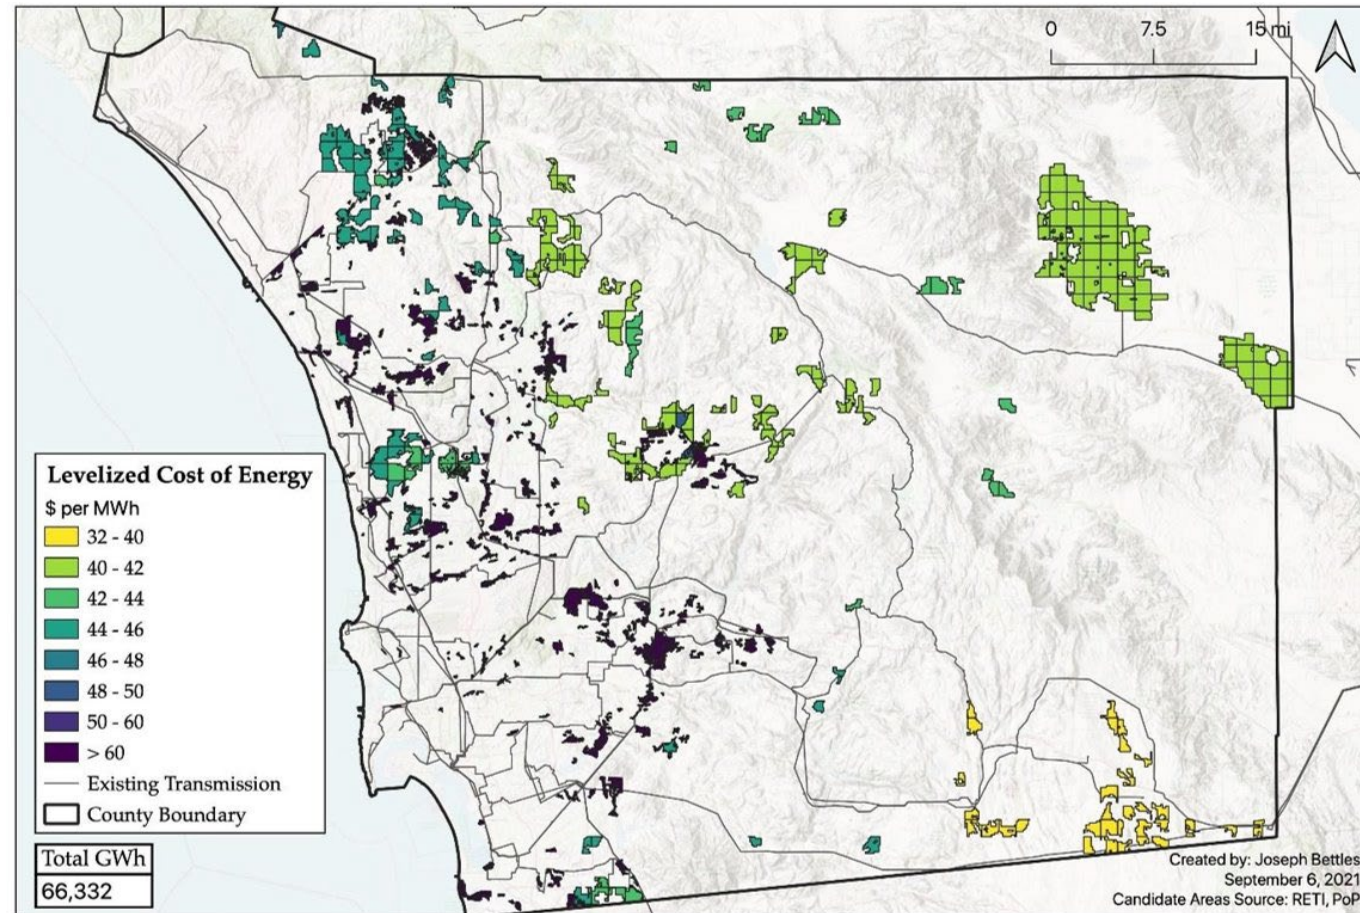 0 7.5 15 mi
Levelized Cost of Energy
$ per MWh
32 - 40
40 - 42
42 - 44
44 - 46
46 - 48
48 - 50
50 - 60
> 60
Existing Transmission
County Boundary
Total GWh
66,332
Created by: Joseph Bettles
September 6, 2021
Candidate Areas Source: RETI, PoP